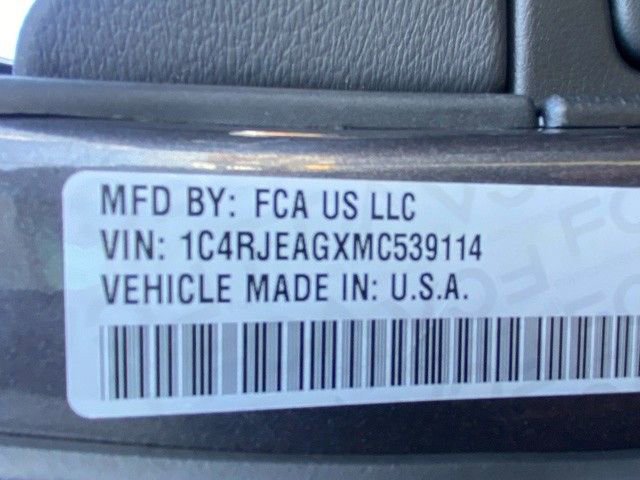 MFD BY: FCA US LLC
VIN: 1C4RJEAGXMC539114
VEHICLE MADE IN: U.S.A.